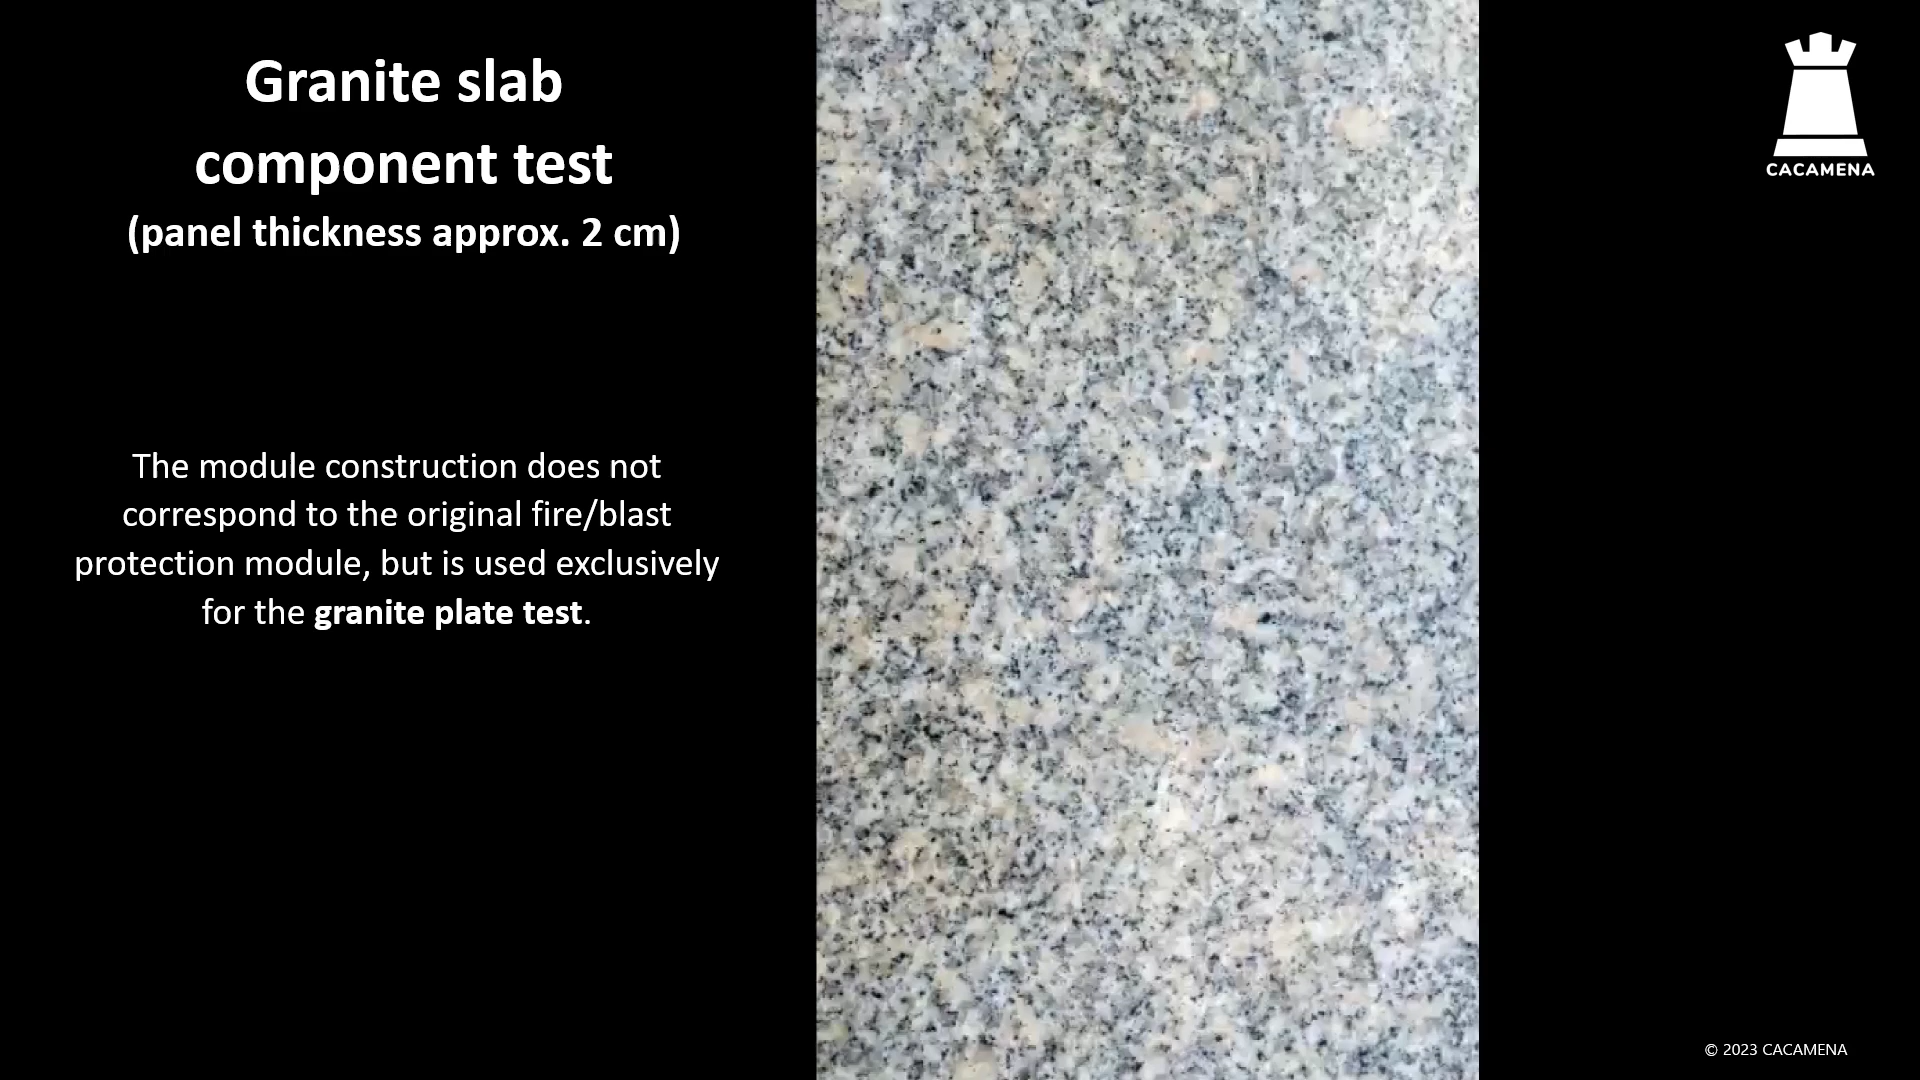 Granite slab
component test
(panel thickness approx. 2 cm)
The module construction does not
correspond to the original fire/blast
protection module, but is used exclusively
for the granite plate test.
CACAMENA
© 2023 CACAMENA